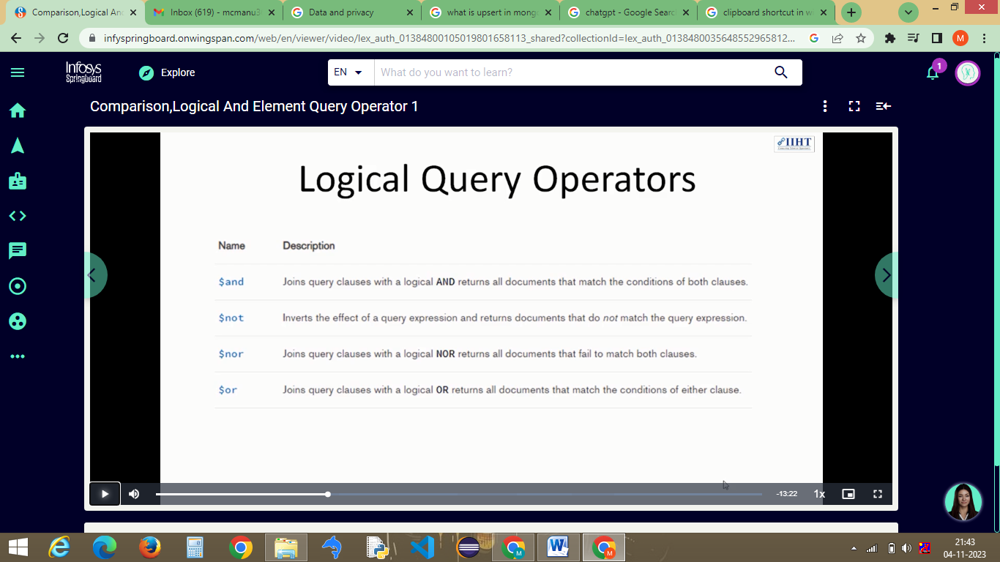 Comparison,Logical An
Inbox (619) - mcmanu3
Data and privacy
what is upsert in mong
chatgpt - Google Searc
clipboard shortcut in w
infyspringboard.onwingspan.com/web/en/viewer/video/lex_auth_01384800105019801658113_shared?collectionId=lex_auth_0138480035648552965812...
M
Infosys
Springboard
Explore
EN
What do you want to learn?
1
Comparison,Logical And Element Query Operator 1
IIHT
Logical Query Operators
Name Description
$and Joins query clauses with a logical AND returns all documents that match the conditions of both clauses.
$not Inverts the effect of a query expression and returns documents that do not match the query expression.
$nor Joins query clauses with a logical NOR returns all documents that fail to match both clauses.
$or Joins query clauses with a logical OR returns all documents that match the conditions of either clause.
-13:22
1x
21:43
04-11-2023